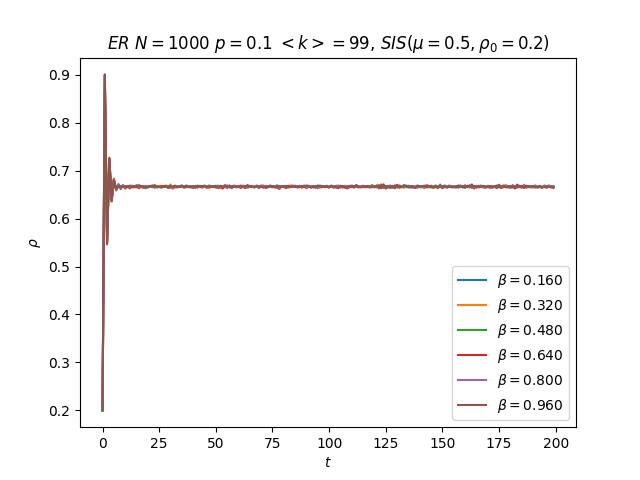 ER N = 1000 p = 0.1 < k > = 99, SIS(μ = 0.5, ρ₀ = 0.2)
0.9
0.8
0.7
0.6
0.5
0.4
0.3
0.2
ρ
β = 0.160
β = 0.320
β = 0.480
β = 0.640
β = 0.800
β = 0.960
0 25 50 75 100 125 150 175 200
t